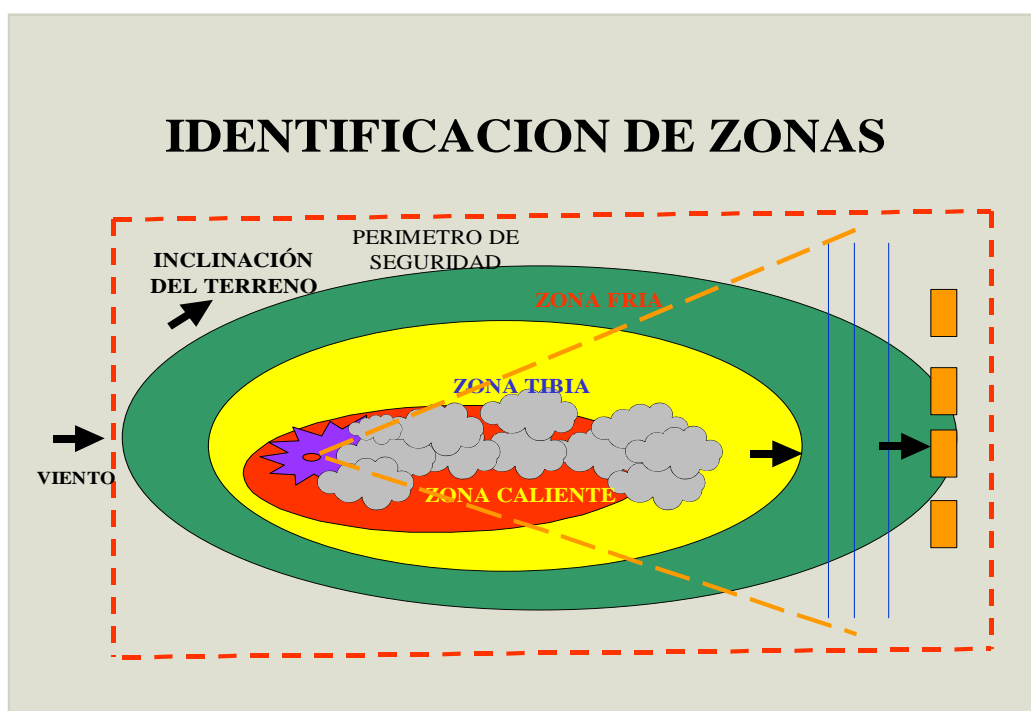 IDENTIFICACION DE ZONAS
PERIMETRO DE
SEGURIDAD
INCLINACIÓN
DEL TERRENO
ZONA FRIA
ZONA TIBIA
VIENTO
ZONA CALIENTE